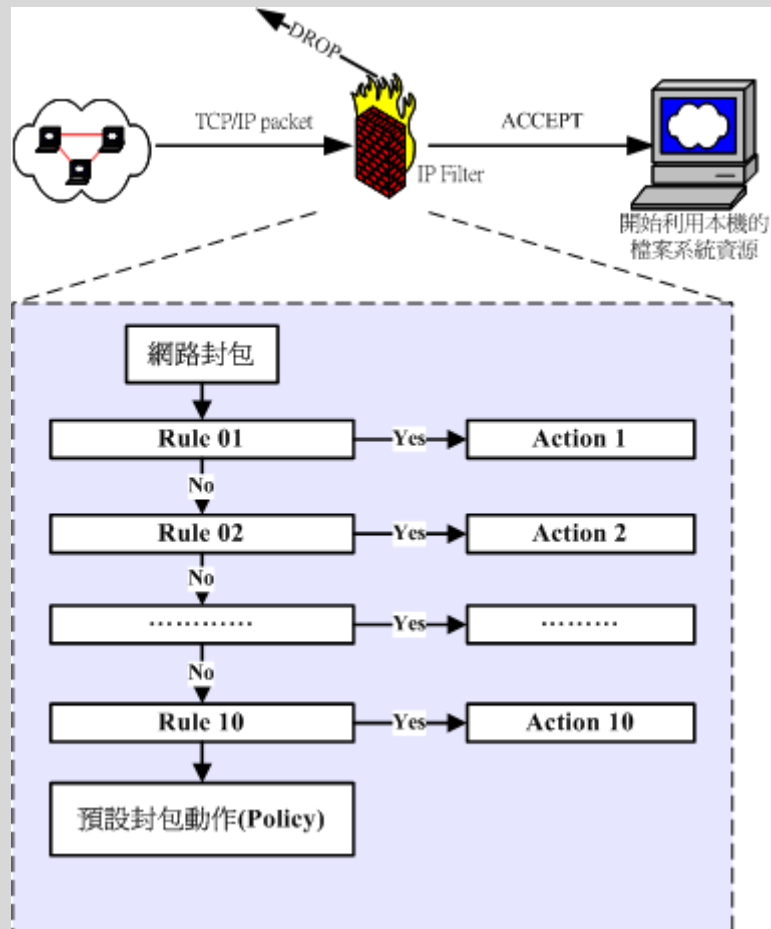 DROP
TCP/IP packet
ACCEPT
IP Filter
開始利用本機的
檔案系統資源
網路封包
Rule 01
Yes
Action 1
No
Rule 02
Yes
Action 2
No
…………
Yes
………
No
Rule 10
Yes
Action 10
預設封包動作(Policy)